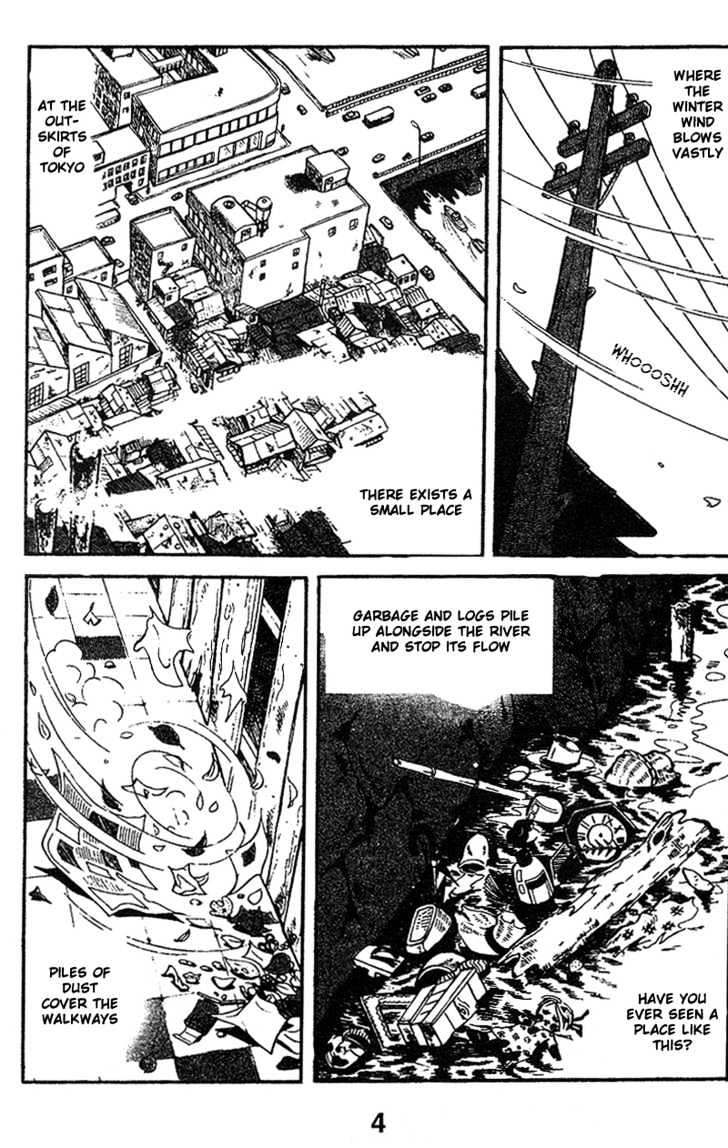 AT THE
OUT-
SKIRTS
OF
TOKYO
THERE EXISTS A
SMALL PLACE
WHERE
THE
WINTER
WIND
BLOWS
VASTLY
WHOOOSHH
PILES OF
DUST
COVER THE
WALKWAYS
GARBAGE AND LOGS PILE
UP ALONGSIDE THE RIVER
AND STOP ITS FLOW
HAVE YOU
EVER SEEN A
PLACE LIKE
THIS?
4